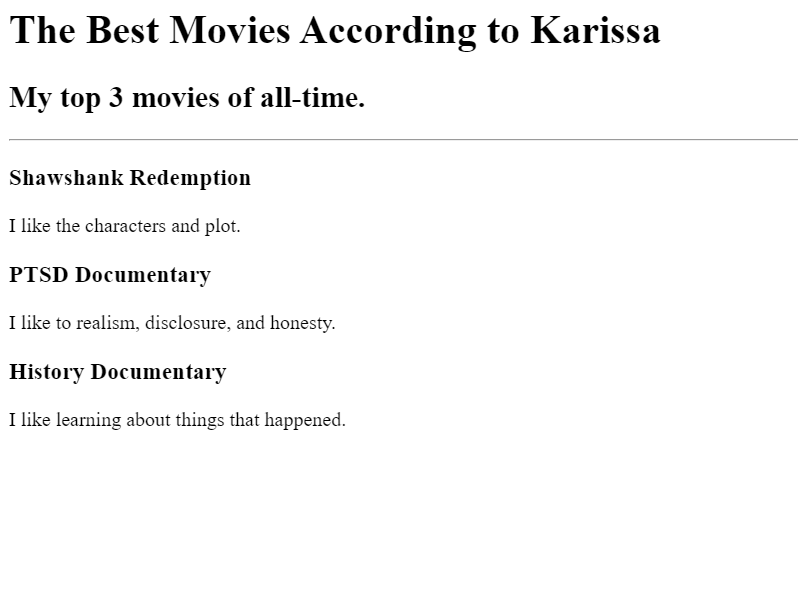 The Best Movies According to Karissa
My top 3 movies of all-time.
Shawshank Redemption
I like the characters and plot.
PTSD Documentary
I like to realism, disclosure, and honesty.
History Documentary
I like learning about things that happened.